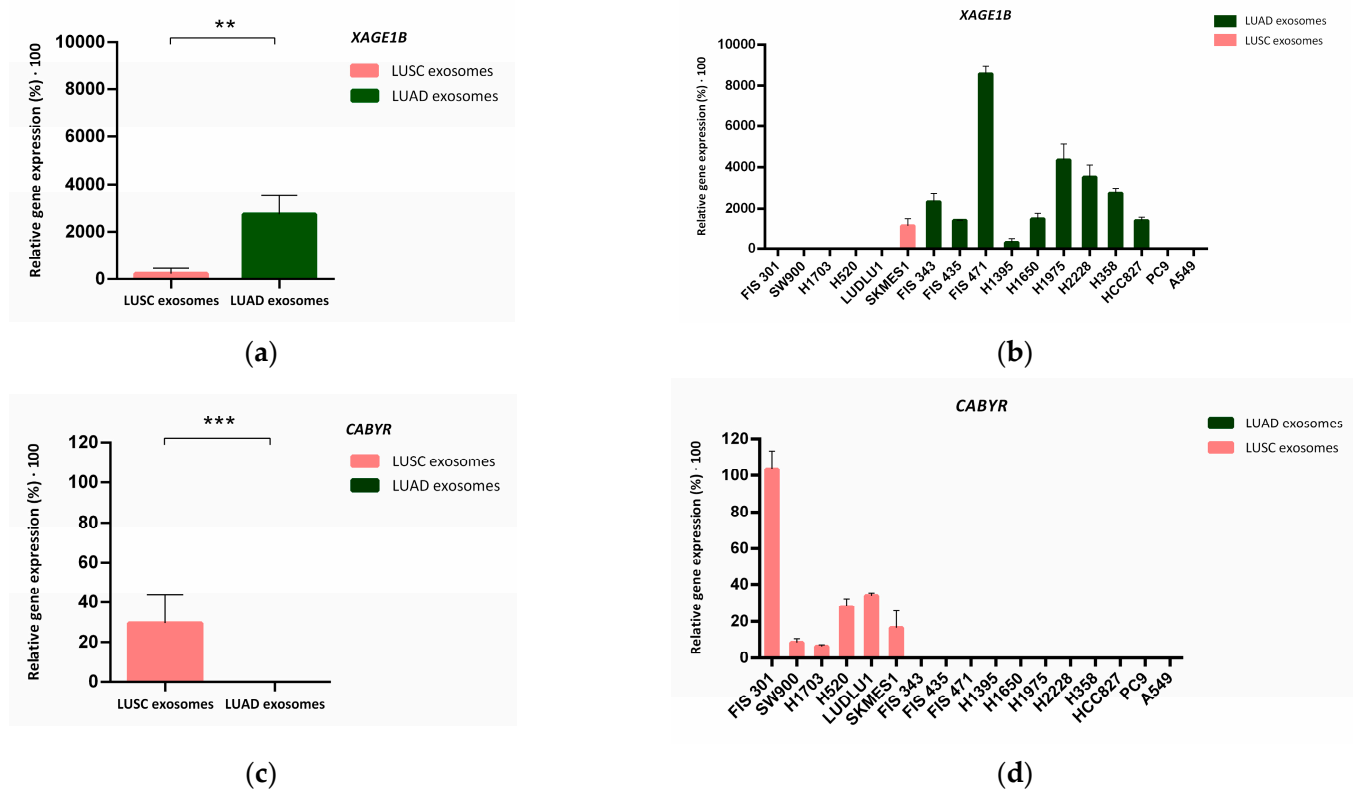 **
XAGE1B
LUSC exosomes
LUAD exosomes
Relative gene expression (%) · 100
10000
8000
6000
4000
2000
0
LUSC exosomes
LUAD exosomes
(a)
XAGE1B
LUAD exosomes
LUSC exosomes
Relative gene expression (%) · 100
10000
8000
6000
4000
2000
0
FIS 301
SW900
H1703
H520
LUDLU1
SKMES1
FIS 343
FIS 435
FIS 471
H1395
H1650
H1975
H2228
H358
HCC827
PC9
A549
(b)
***
CABYR
LUSC exosomes
LUAD exosomes
Relative gene expression (%) · 100
120
100
80
60
40
20
0
LUSC exosomes
LUAD exosomes
(c)
CABYR
LUAD exosomes
LUSC exosomes
Relative gene expression (%) · 100
120
100
80
60
40
20
0
FIS 301
SW900
H1703
H520
LUDLU1
SKMES1
FIS 343
FIS 435
FIS 471
H1395
H1650
H1975
H2228
H358
HCC827
PC9
A549
(d)